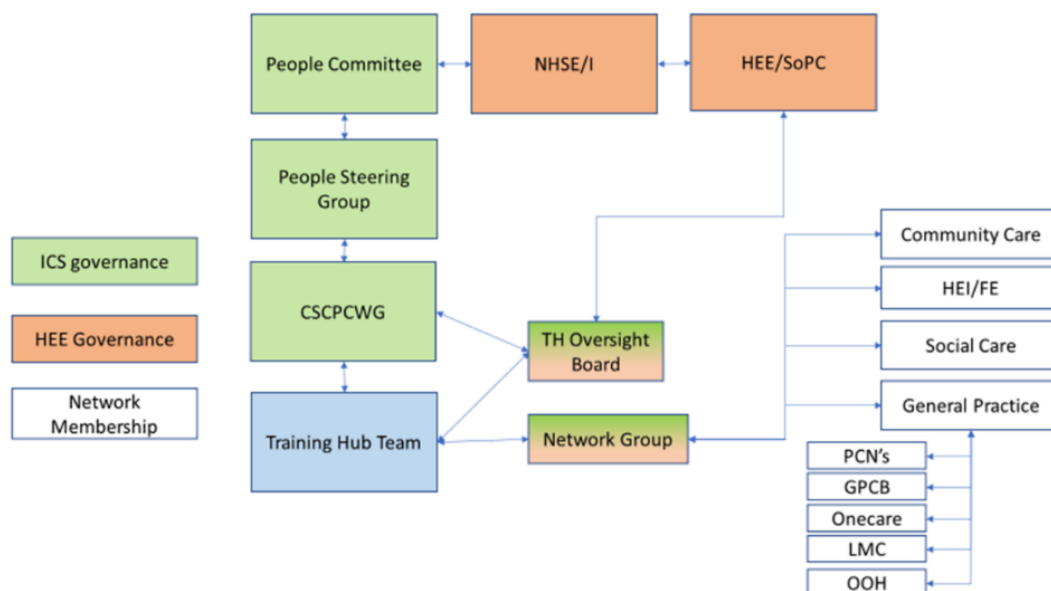 People Committee
NHSE/I
HEE/SoPC
People Steering
Group
ICS governance
HEE Governance
Network
Membership
CSCPCWG
Training Hub Team
TH Oversight
Board
Network Group
Community Care
HEI/FE
Social Care
General Practice
PCN's
GPCB
Onecare
LMC
OOH